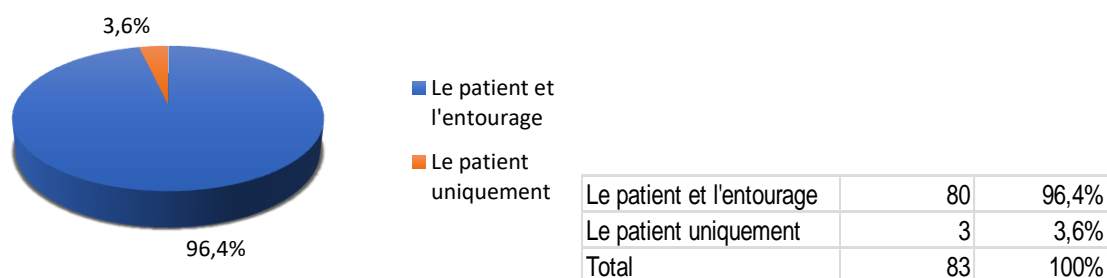 3,6%
96,4%
Le patient et
l'entourage
Le patient
uniquement
Le patient et l'entourage 80 96,4%
Le patient uniquement 3 3,6%
Total 83 100%